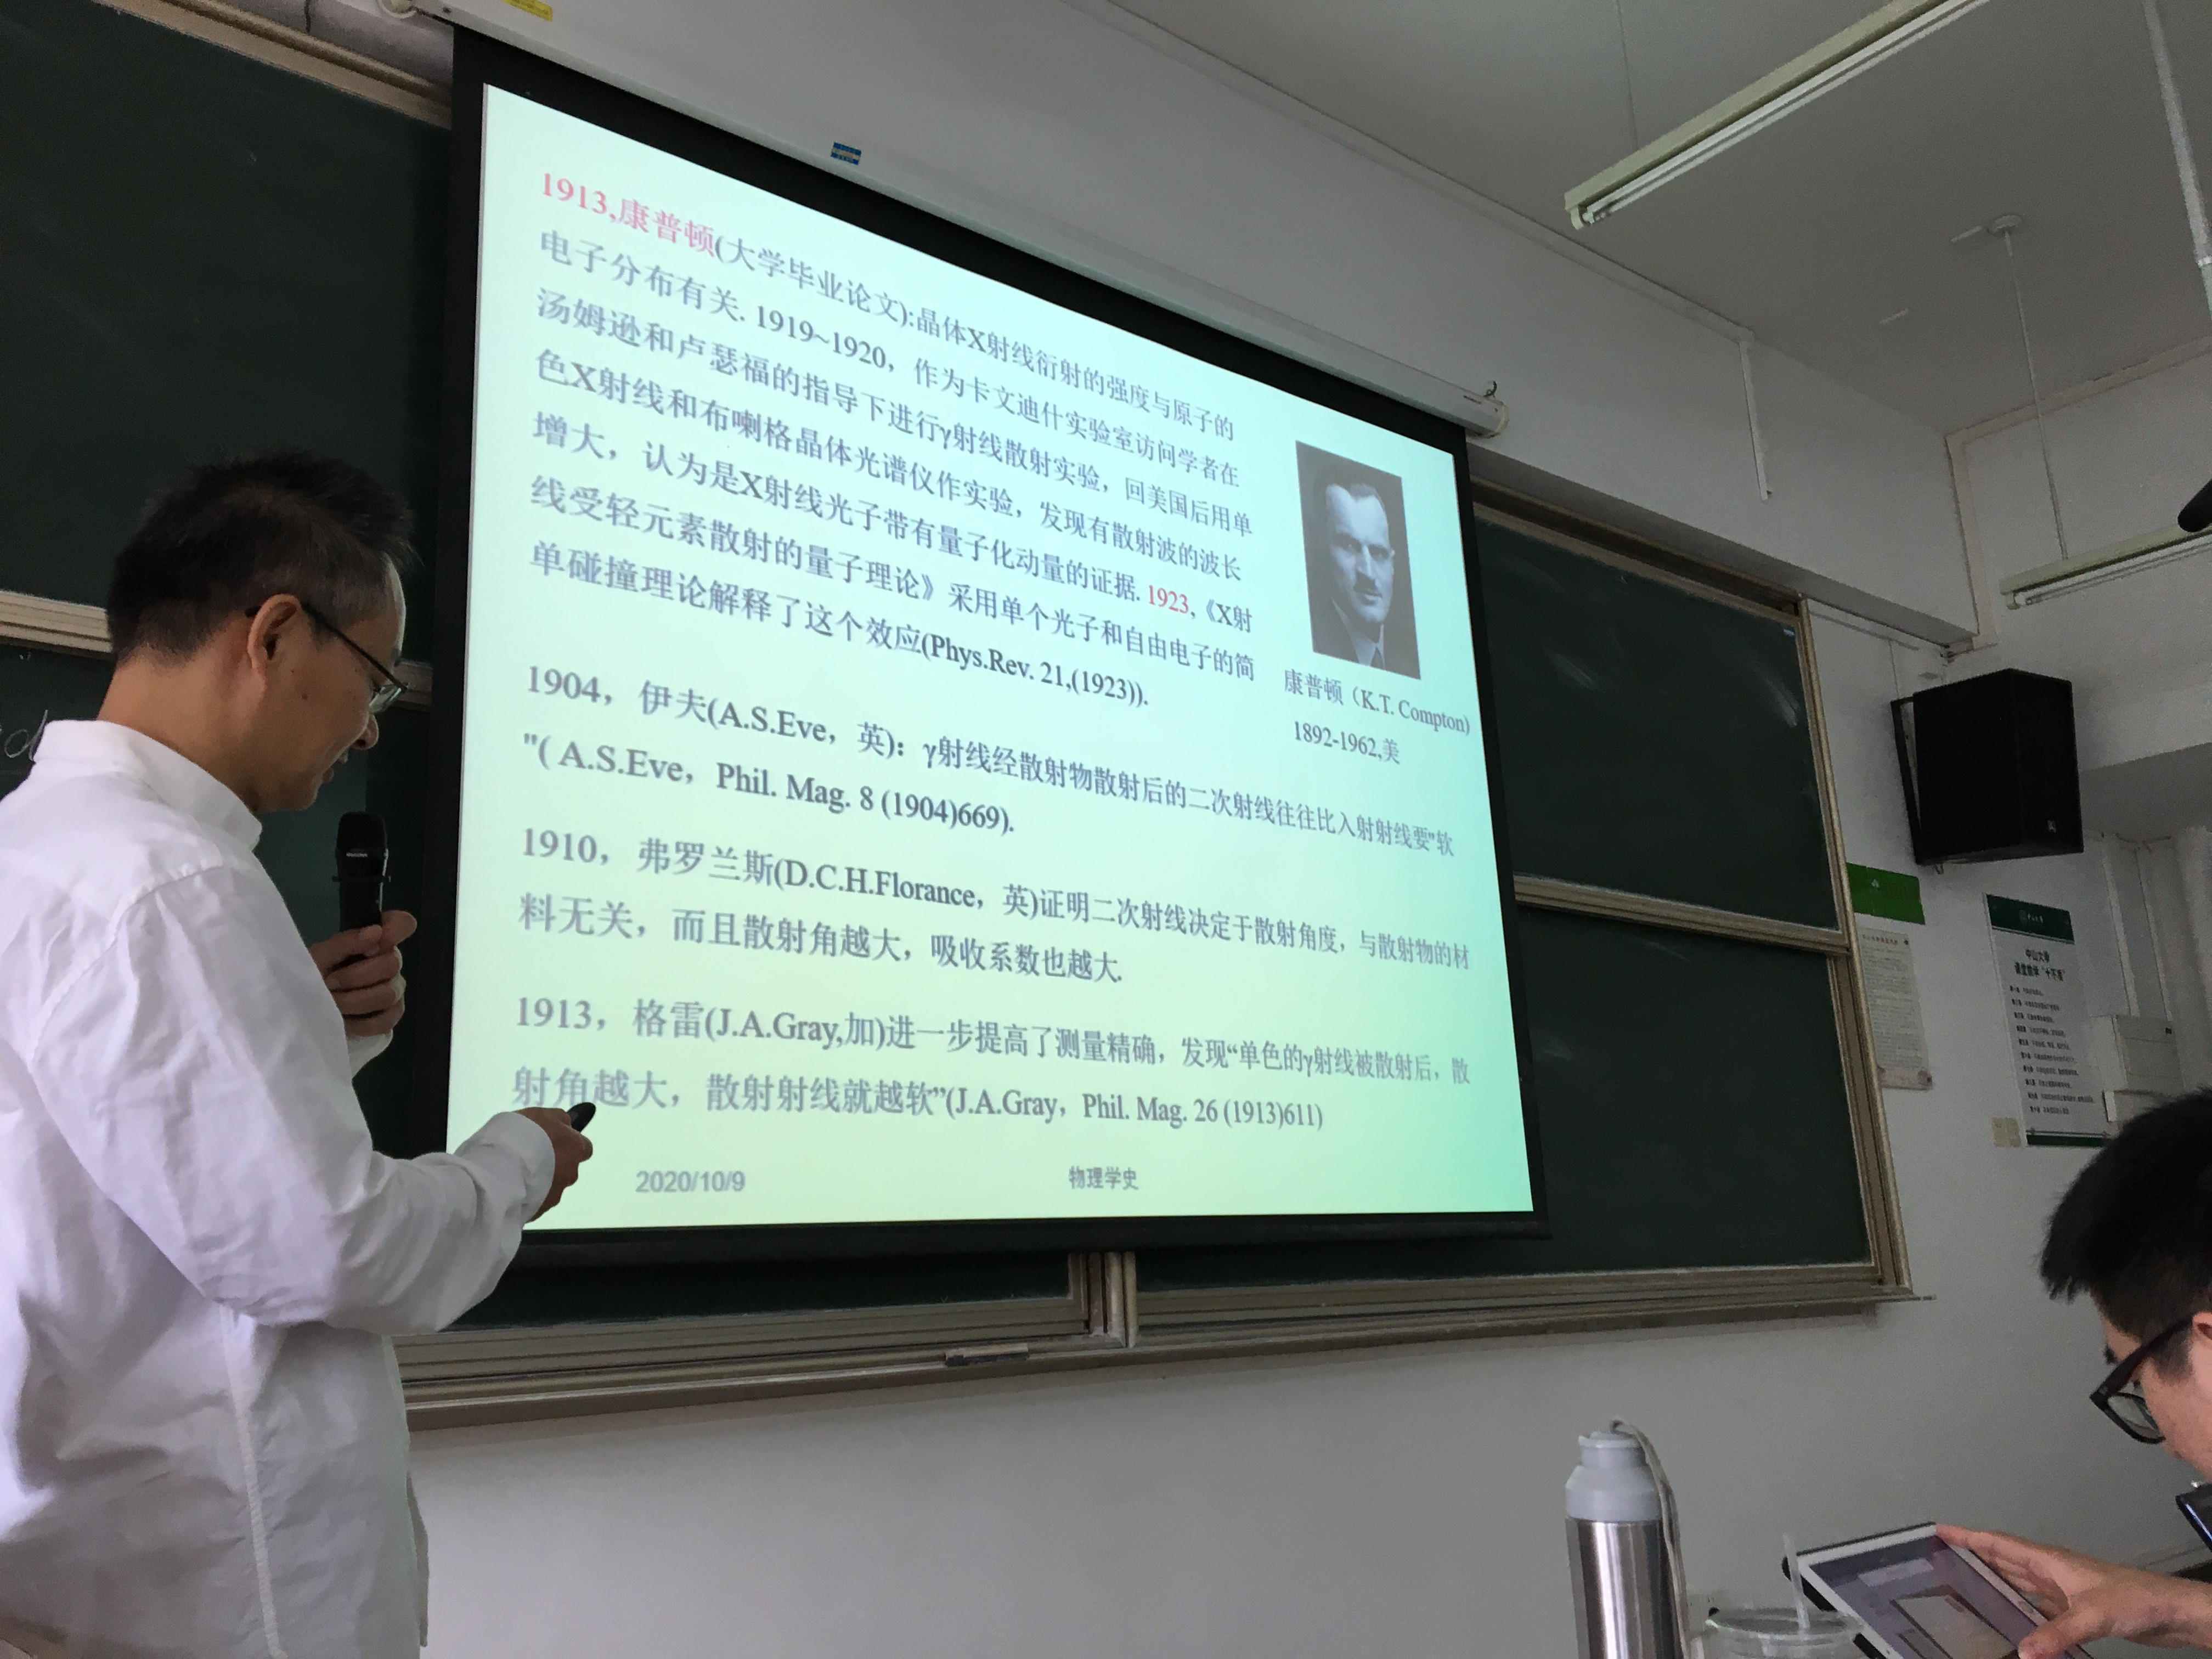 1913,康普顿(大学毕业论文):晶体X射线衍射的强度与原子的
电子分布有关. 1919~1920，作为卡文迪什实验室访问学者在
汤姆逊和卢瑟福的指导下进行γ射线散射实验，回美国后用单
色X射线和布喇格晶体光谱仪作实验，发现有散射波的波长
增大，认为是X射线光子带有量子化动量的证据. 1923,《X射
线受轻元素散射的量子理论》采用单个光子和自由电子的简
单碰撞理论解释了这个效应(Phys.Rev. 21,(1923)).
康普顿（K.T. Compton)
1892-1962,美
1904，伊夫(A.S.Eve，英)：γ射线经散射物散射后的二次射线往往比入射射线要"软
"( A.S.Eve，Phil. Mag. 8 (1904)669).
1910，弗罗兰斯(D.C.H.Florance，英)证明二次射线决定于散射角度，与散射物的材
料无关，而且散射角越大，吸收系数也越大.
1913，格雷(J.A.Gray,加)进一步提高了测量精确，发现“单色的γ射线被散射后，散
射角越大，散射射线就越软”(J.A.Gray，Phil. Mag. 26 (1913)611)
2020/10/9
物理学史
中山大学
课堂教学“十不准”